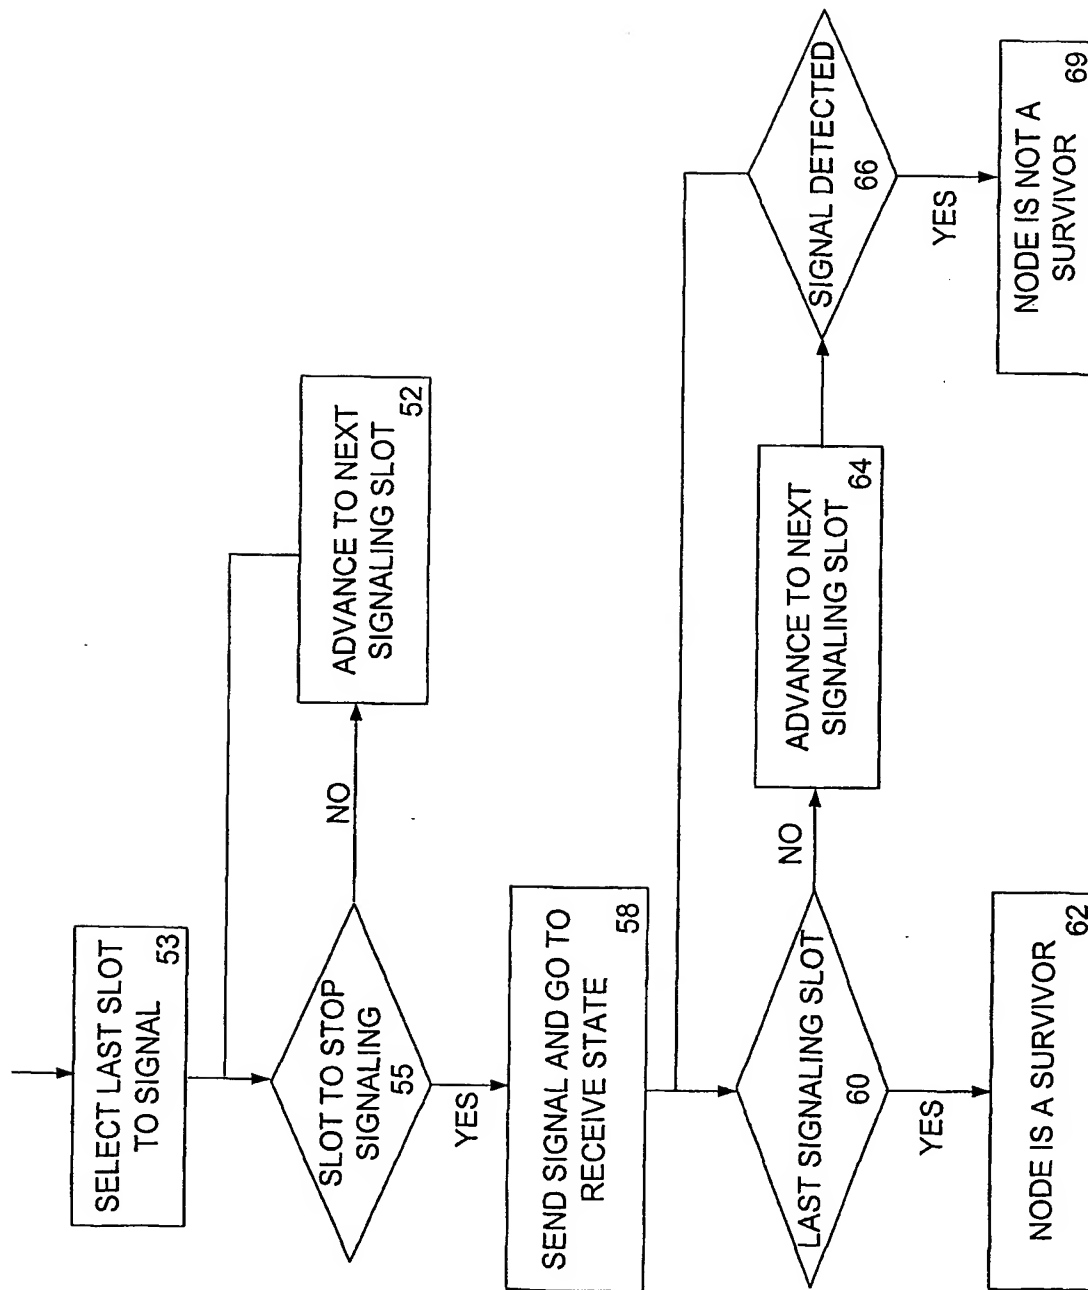 SELECT LAST SLOT
TO SIGNAL
53
SLOT TO STOP
SIGNALING
55
NO
ADVANCE TO NEXT
SIGNALING SLOT
52
YES
SEND SIGNAL AND GO TO
RECEIVE STATE
58
LAST SIGNALING SLOT
60
NO
ADVANCE TO NEXT
SIGNALING SLOT
64
SIGNAL DETECTED
66
YES
NODE IS A SURVIVOR
62
YES
NODE IS NOT A
SURVIVOR
69